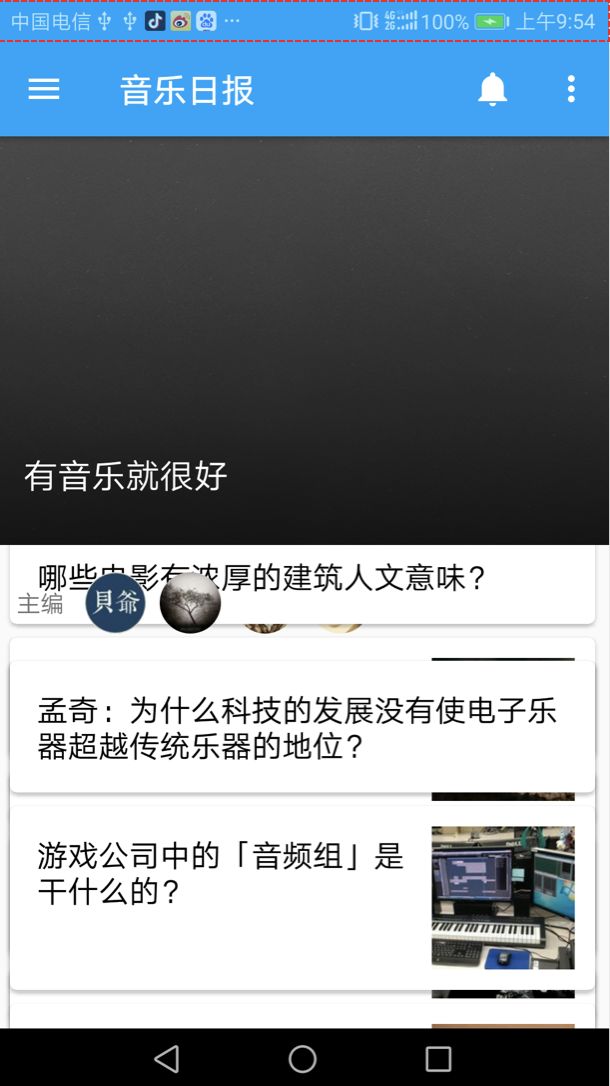 中国电信 100% 上午9:54
音乐日报
有音乐就很好
哪些电影有浓厚的建筑人文意味？
主编
貝爺
孟奇：为什么科技的发展没有使电子乐
器超越传统乐器的地位？
游戏公司中的「音频组」是
干什么的？